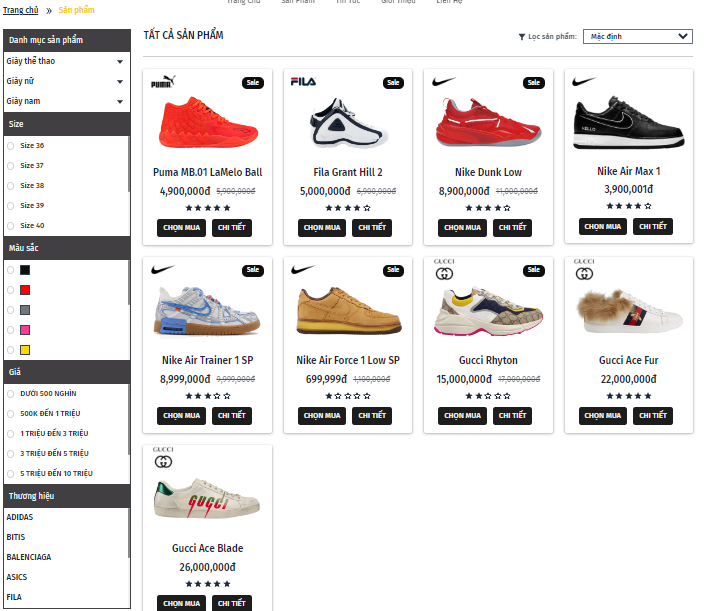 Trang chủ Sản Phẩm Tin Tức Giới Thiệu Liên Hệ
Trang chủ » Sản phẩm
Danh mục sản phẩm
Giày thể thao
Giày nữ
Giày nam
Size
Size 36
Size 37
Size 38
Size 39
Size 40
Màu sắc
Giá
DƯỚI 500 NGHÌN
500K ĐẾN 1 TRIỆU
1 TRIỆU ĐẾN 3 TRIỆU
3 TRIỆU ĐẾN 5 TRIỆU
5 TRIỆU ĐẾN 10 TRIỆU
Thương hiệu
ADIDAS
BITIS
BALENCIAGA
ASICS
FILA
TẤT CẢ SẢN PHẨM
Lọc sản phẩm: Mặc định
PUMA Sale
Puma MB.01 LaMelo Ball
4,900,000đ 5,900,000đ
CHỌN MUA CHI TIẾT
FILA Sale
Fila Grant Hill 2
5,000,000đ 6,900,000đ
CHỌN MUA CHI TIẾT
Sale
Nike Dunk Low
8,900,000đ 11,000,000đ
CHỌN MUA CHI TIẾT
HELLO
Nike Air Max 1
3,900,001đ
CHỌN MUA CHI TIẾT
Sale
Nike Air Trainer 1 SP
8,999,000đ 9,999,000đ
CHỌN MUA CHI TIẾT
Sale
Nike Air Force 1 Low SP
699,999đ 1,100,000đ
CHỌN MUA CHI TIẾT
GUCCI Sale
Gucci Rhyton
15,000,000đ 17,000,000đ
CHỌN MUA CHI TIẾT
GUCCI
Gucci Ace Fur
22,000,000đ
CHỌN MUA CHI TIẾT
GUCCI
GUCCI
Gucci Ace Blade
26,000,000đ
CHỌN MUA CHI TIẾT